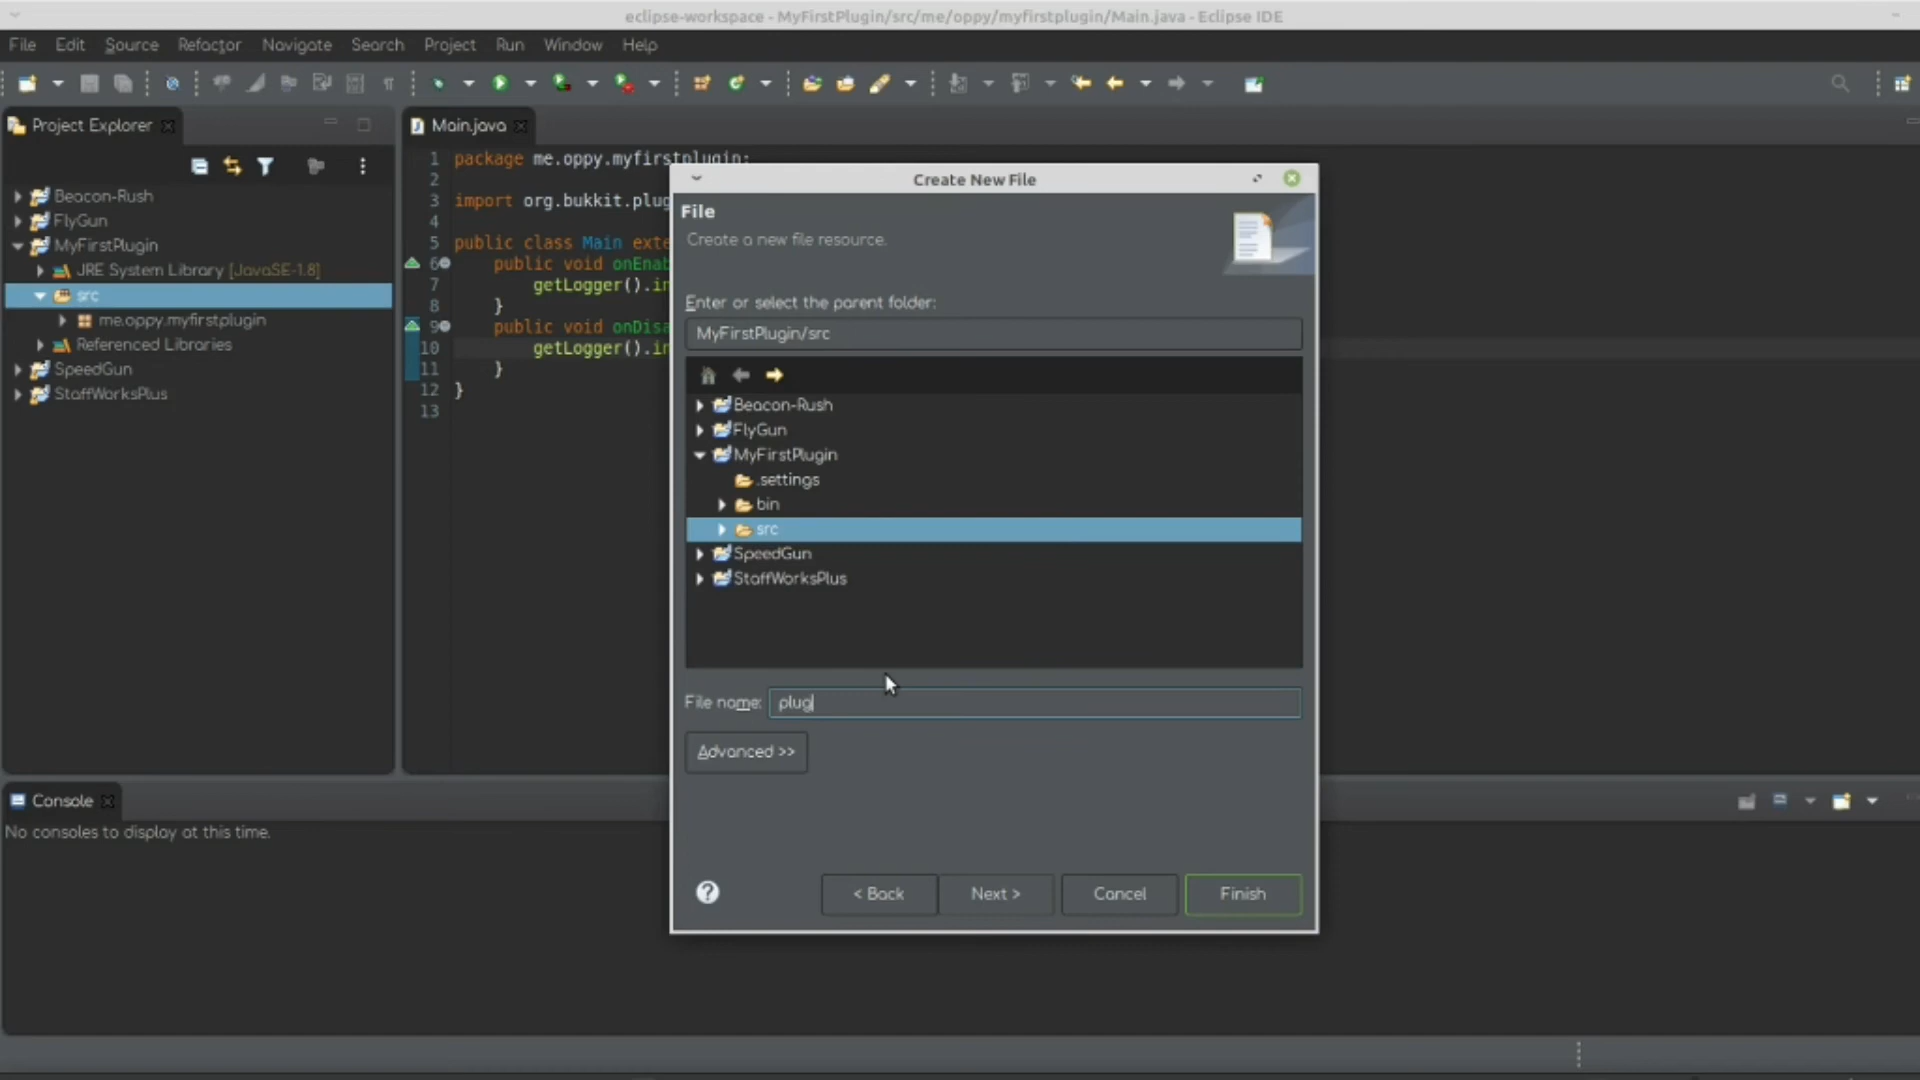 eclipse-workspace - MyFirstPlugin/src/me/oppy/myfirstplugin/Main.java - Eclipse IDE
File Edit Source Refactor Navigate Search Project Run Window Help
Project Explorer
Beacon-Rush
FlyGun
MyFirstPlugin
JRE System Library [JavaSE-1.8]
src
me.oppy.myfirstplugin
Referenced Libraries
SpeedGun
StaffWorksPlus
Main.java
1 package me.oppy.myfirstplugin;
2
3 import org.bukkit.plug
4
5 public class Main exte
6 public void onEnab
7 getLogger().in
8 }
9 public void onDisa
10 getLogger().in
11 }
12 }
13
Create New File
File
Create a new file resource.
Enter or select the parent folder:
MyFirstPlugin/src
Beacon-Rush
FlyGun
MyFirstPlugin
.settings
bin
src
SpeedGun
StaffWorksPlus
File name: plug
Advanced >>
? < Back Next > Cancel Finish
Console
No consoles to display at this time.